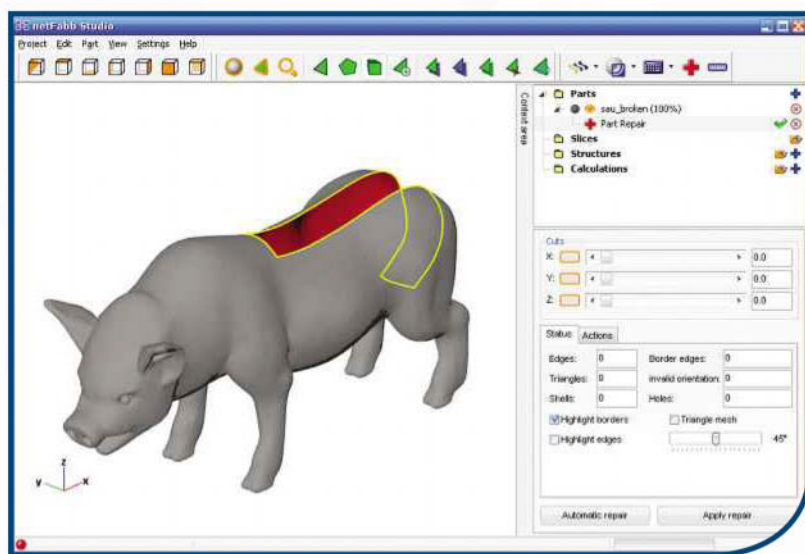 netFabb Studio
Project Edit Part View Settings Help
Context area
Parts
sau_broken (100%)
Part Repair
Slices
Structures
Calculations
Cuts
X: 0.0
Y: 0.0
Z: 0.0
Status Actions
Edges: 0 Border edges: 0
Triangles: 0 invalid orientation: 0
Shells: 0 Holes: 0
Highlight borders Triangle mesh
Highlight edges 45°
Automatic repair Apply repair
z
y x